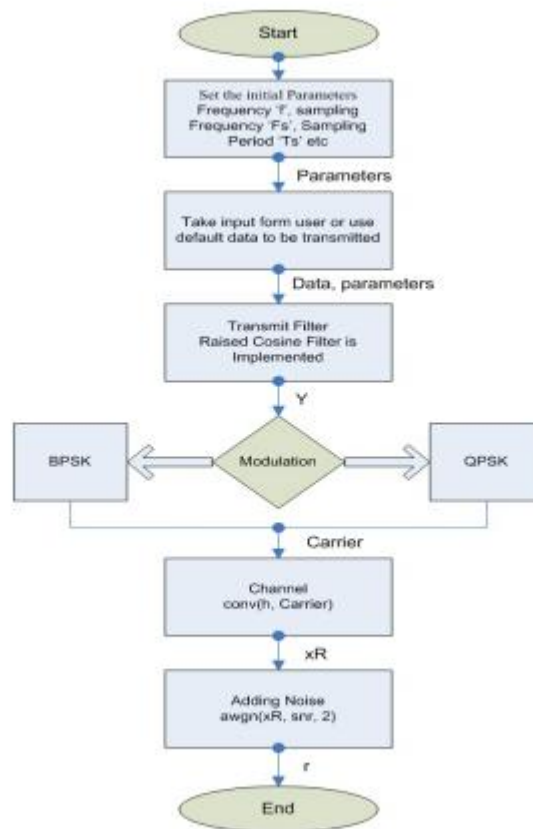 Start
Set the initial Parameters
Frequency 'f', sampling
Frequency 'Fs', Sampling
Period 'Ts' etc
Parameters
Take input form user or use
default data to be transmitted
Data, parameters
Transmit Filter
Raised Cosine Filter is
Implemented
Y
BPSK
Modulation
QPSK
Carrier
Channel
conv(h, Carrier)
xR
Adding Noise
awgn(xR, snr, 2)
r
End